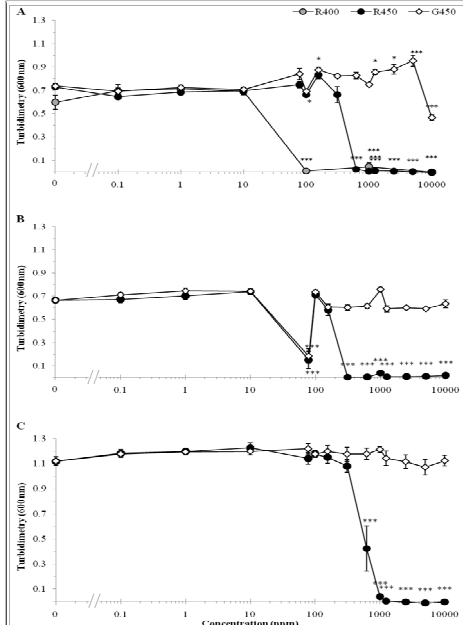 A
R400 R450 G450
Turbidimetry (600nm)
1.3
1.1
0.9
0.7
0.5
0.3
0.1
* * * * ***
***
*** *** *** *** ***
***
0 0.1 1 10 100 1000 10000
B
Turbidimetry (600nm)
1.3
1.1
0.9
0.7
0.5
0.3
0.1
***
***
*** *** *** *** *** *** ***
0 0.1 1 10 100 1000 10000
C
Turbidimetry (600nm)
1.3
1.1
0.9
0.7
0.5
0.3
0.1
***
*** *** *** *** ***
0 0.1 1 10 100 1000 10000
Concentration (ppm)